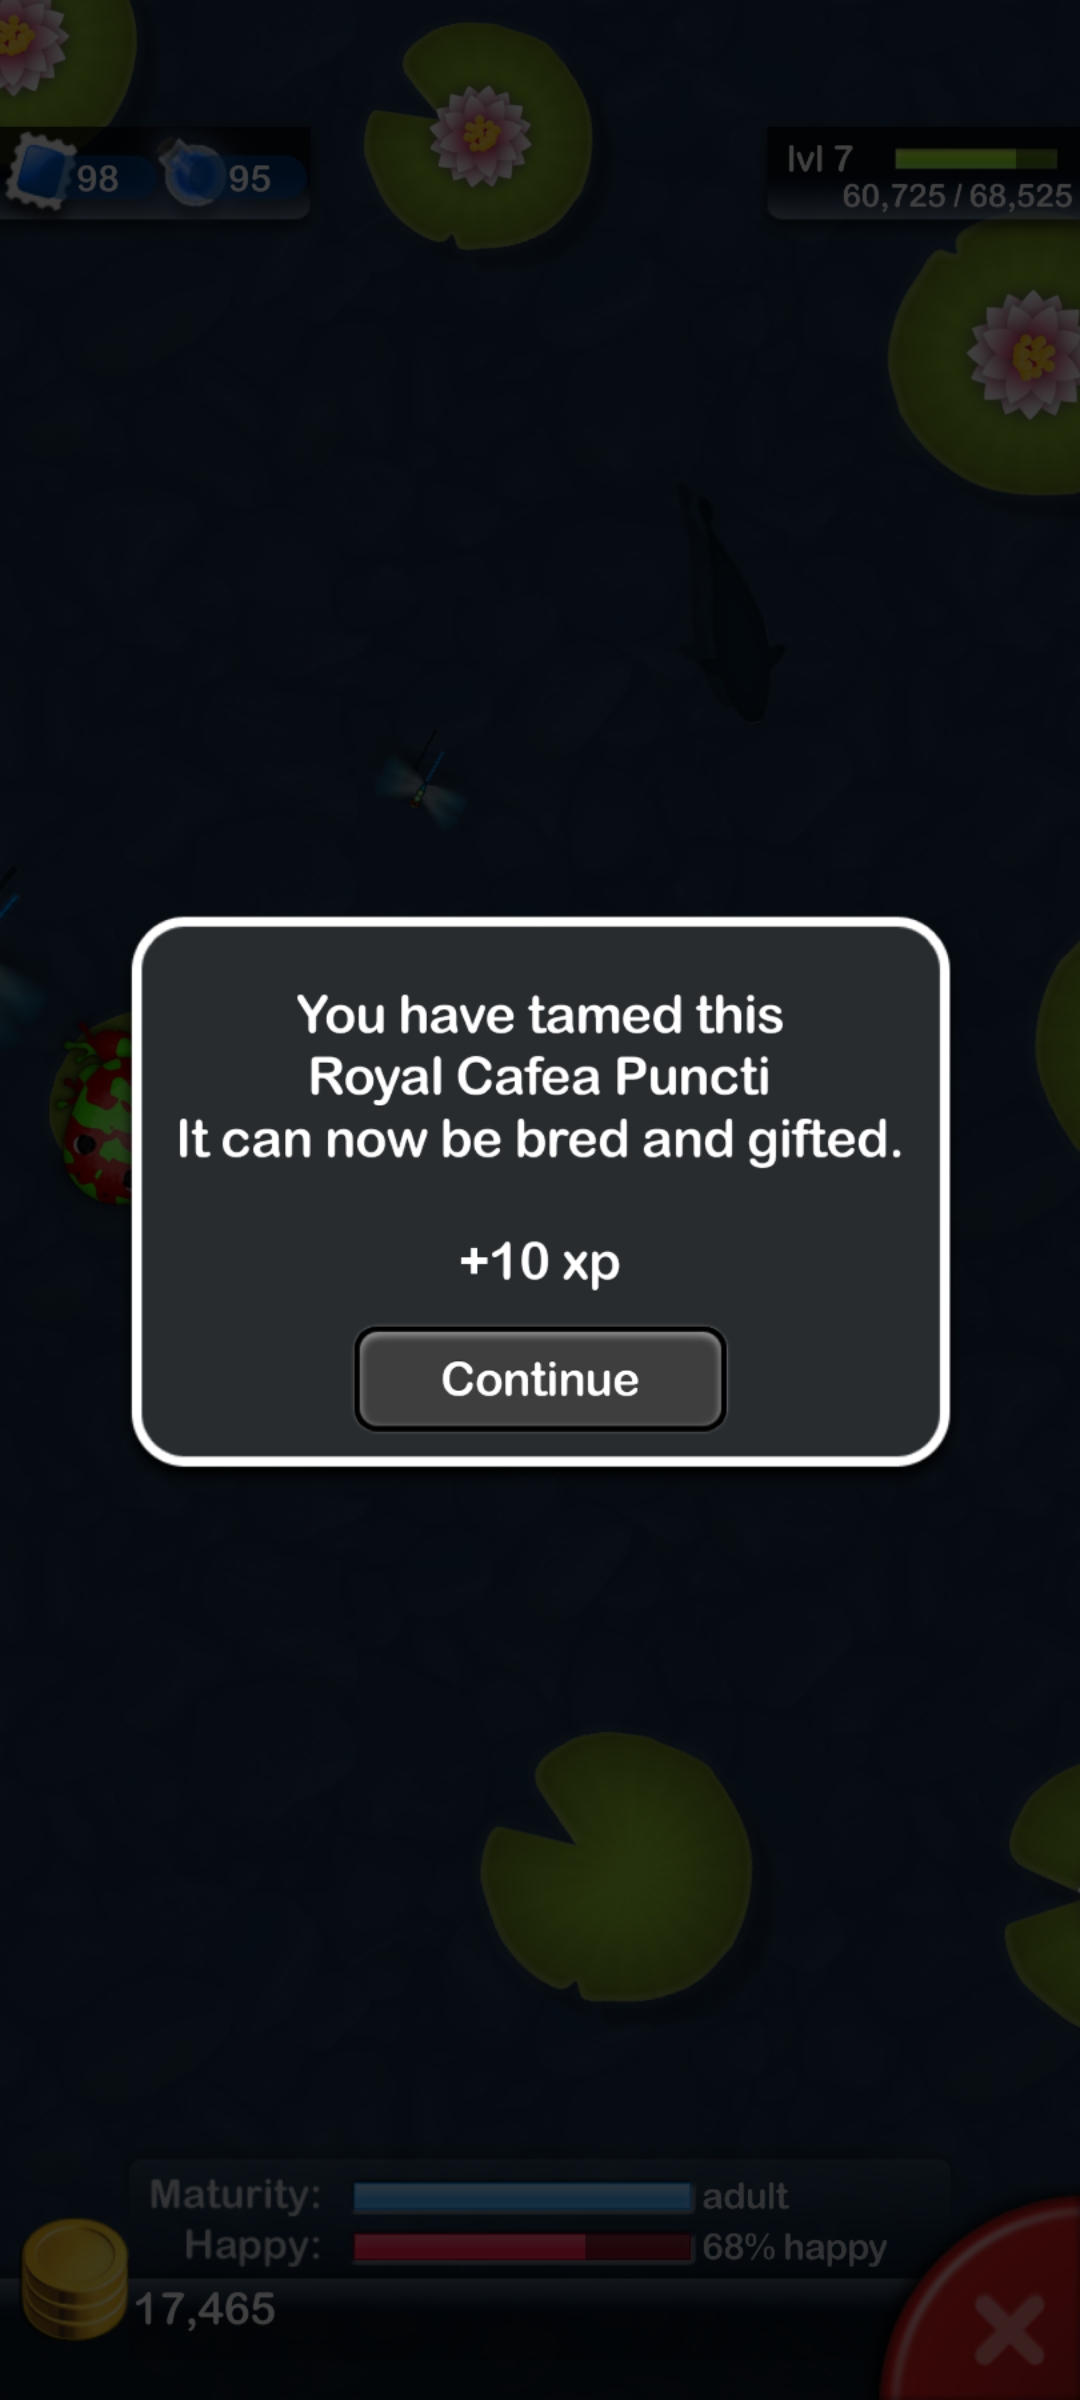 98 95
lvl 7
60,725 / 68,525
You have tamed this
Royal Cafea Puncti
It can now be bred and gifted.
+10 xp
Continue
Maturity: adult
Happy: 68% happy
17,465